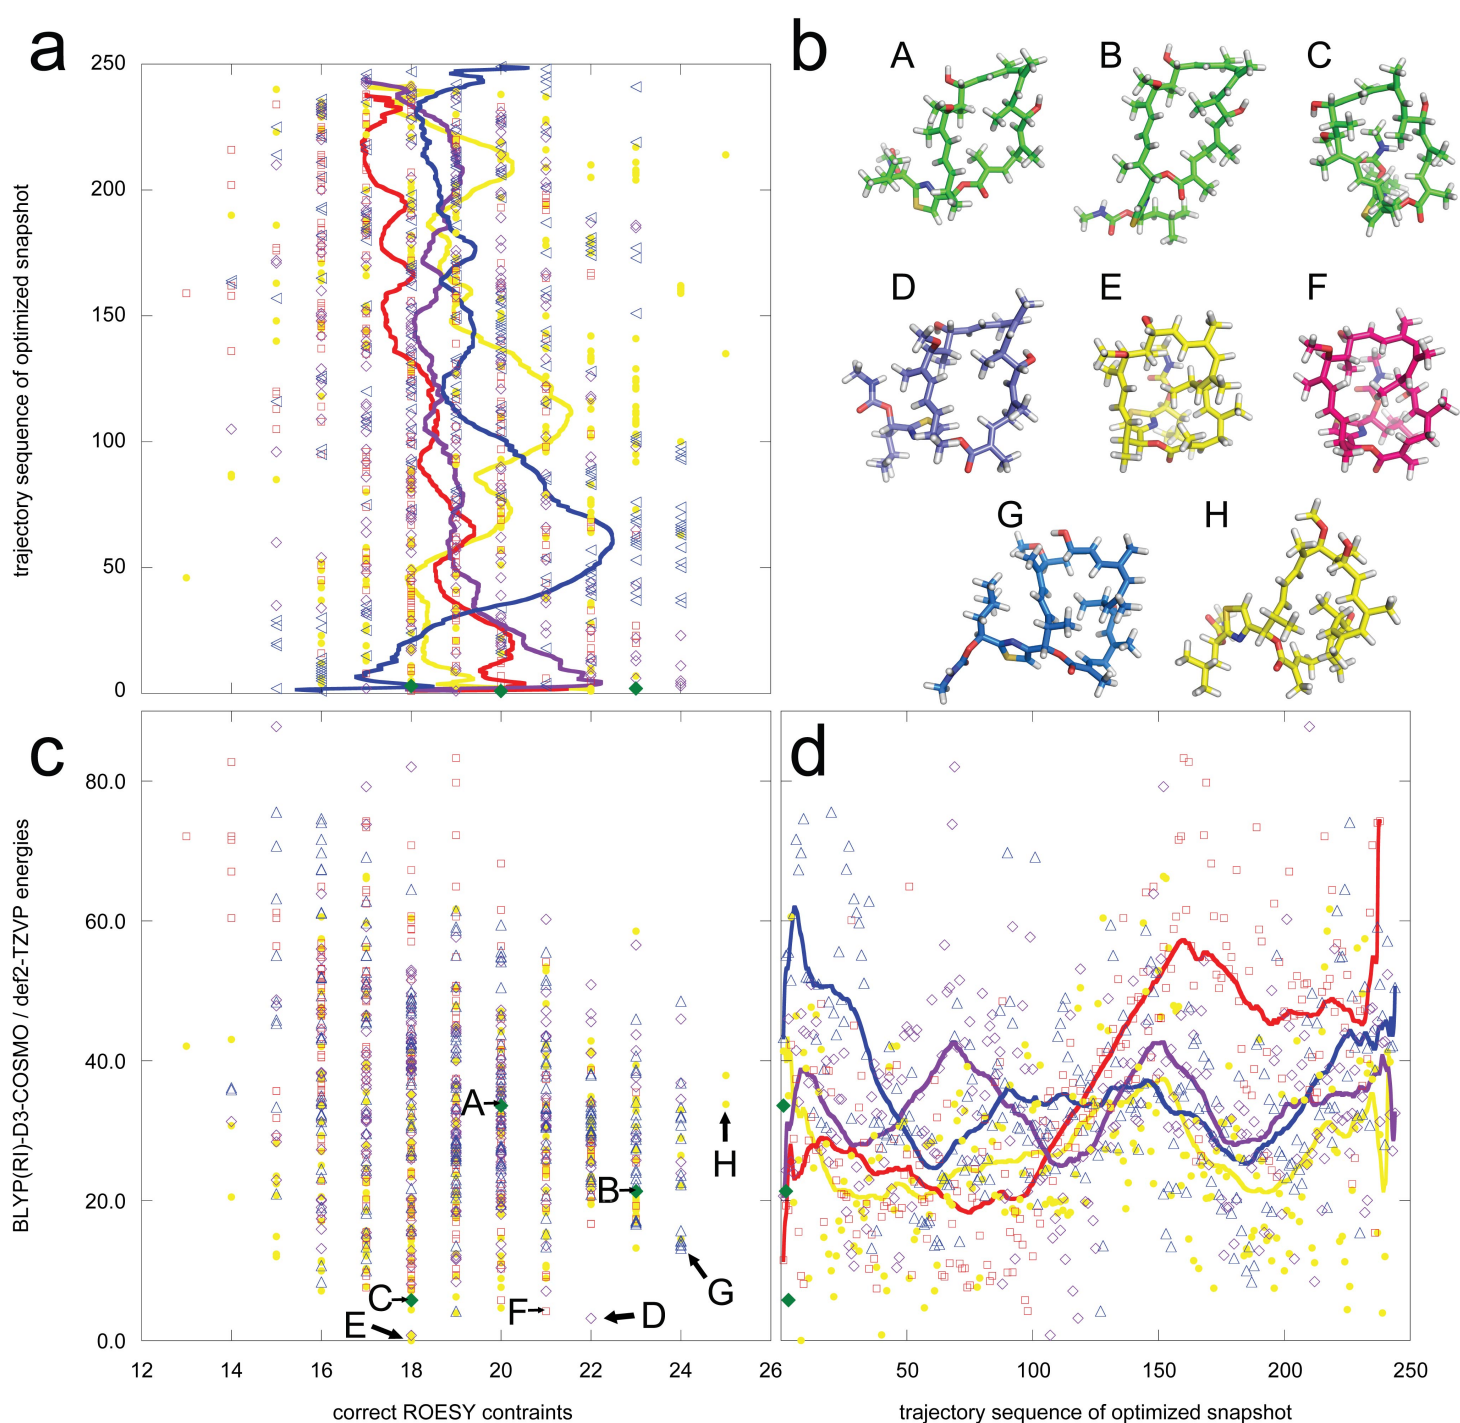 a
250
200
150
100
50
0
trajectory sequence of optimized snapshot
b
A B C
D E F
G H
c
80.0
60.0
40.0
20.0
0.0
BLYP(RI)-D3-COSMO / def2-TZVP energies
A
B
C
E
F
D
G
H
12 14 16 18 20 22 24 26
correct ROESY contraints
d
50 100 150 200 250
trajectory sequence of optimized snapshot